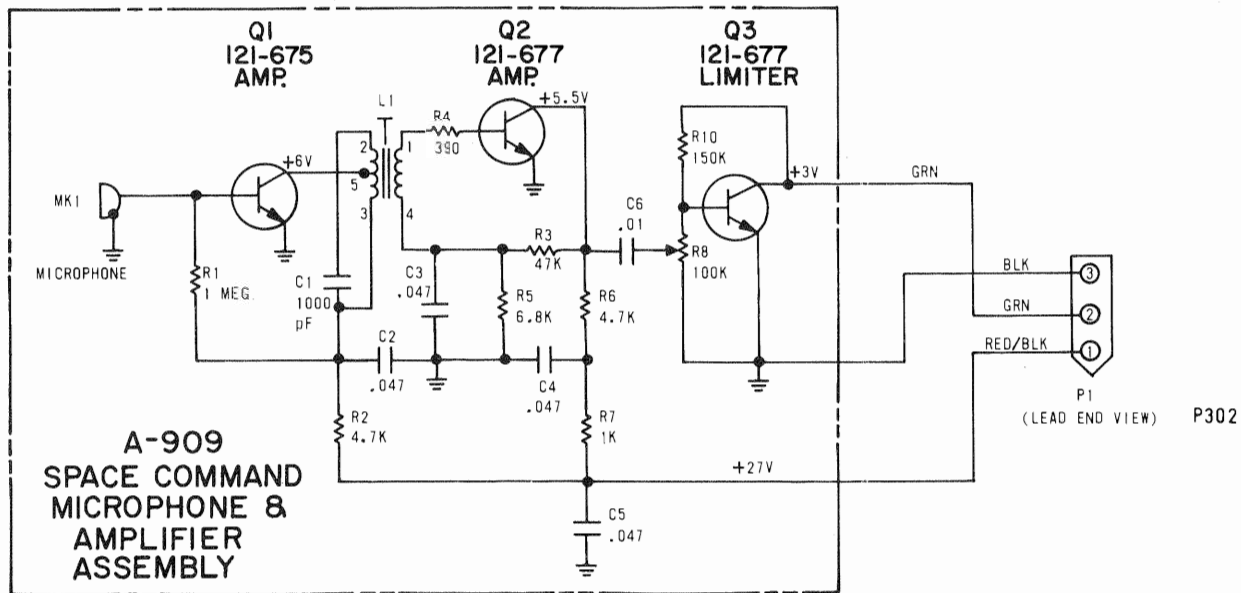 Q1
121-675
AMP.
Q2
121-677
AMP.
Q3
121-677
LIMITER
L1
+5.5V
R4
390
2
1
5
3
4
+6V
R10
150K
+3V
GRN
MK1
MICROPHONE
C6
.01
R3
47K
R8
100K
R1
1 MEG.
C1
1000
pF
C3
.047
R5
6.8K
R6
4.7K
BLK
3
GRN
2
RED/BLK
1
C2
.047
C4
.047
P1
(LEAD END VIEW)
P302
R2
4.7K
R7
1K
+27V
C5
.047
A-909
SPACE COMMAND
MICROPHONE &
AMPLIFIER
ASSEMBLY